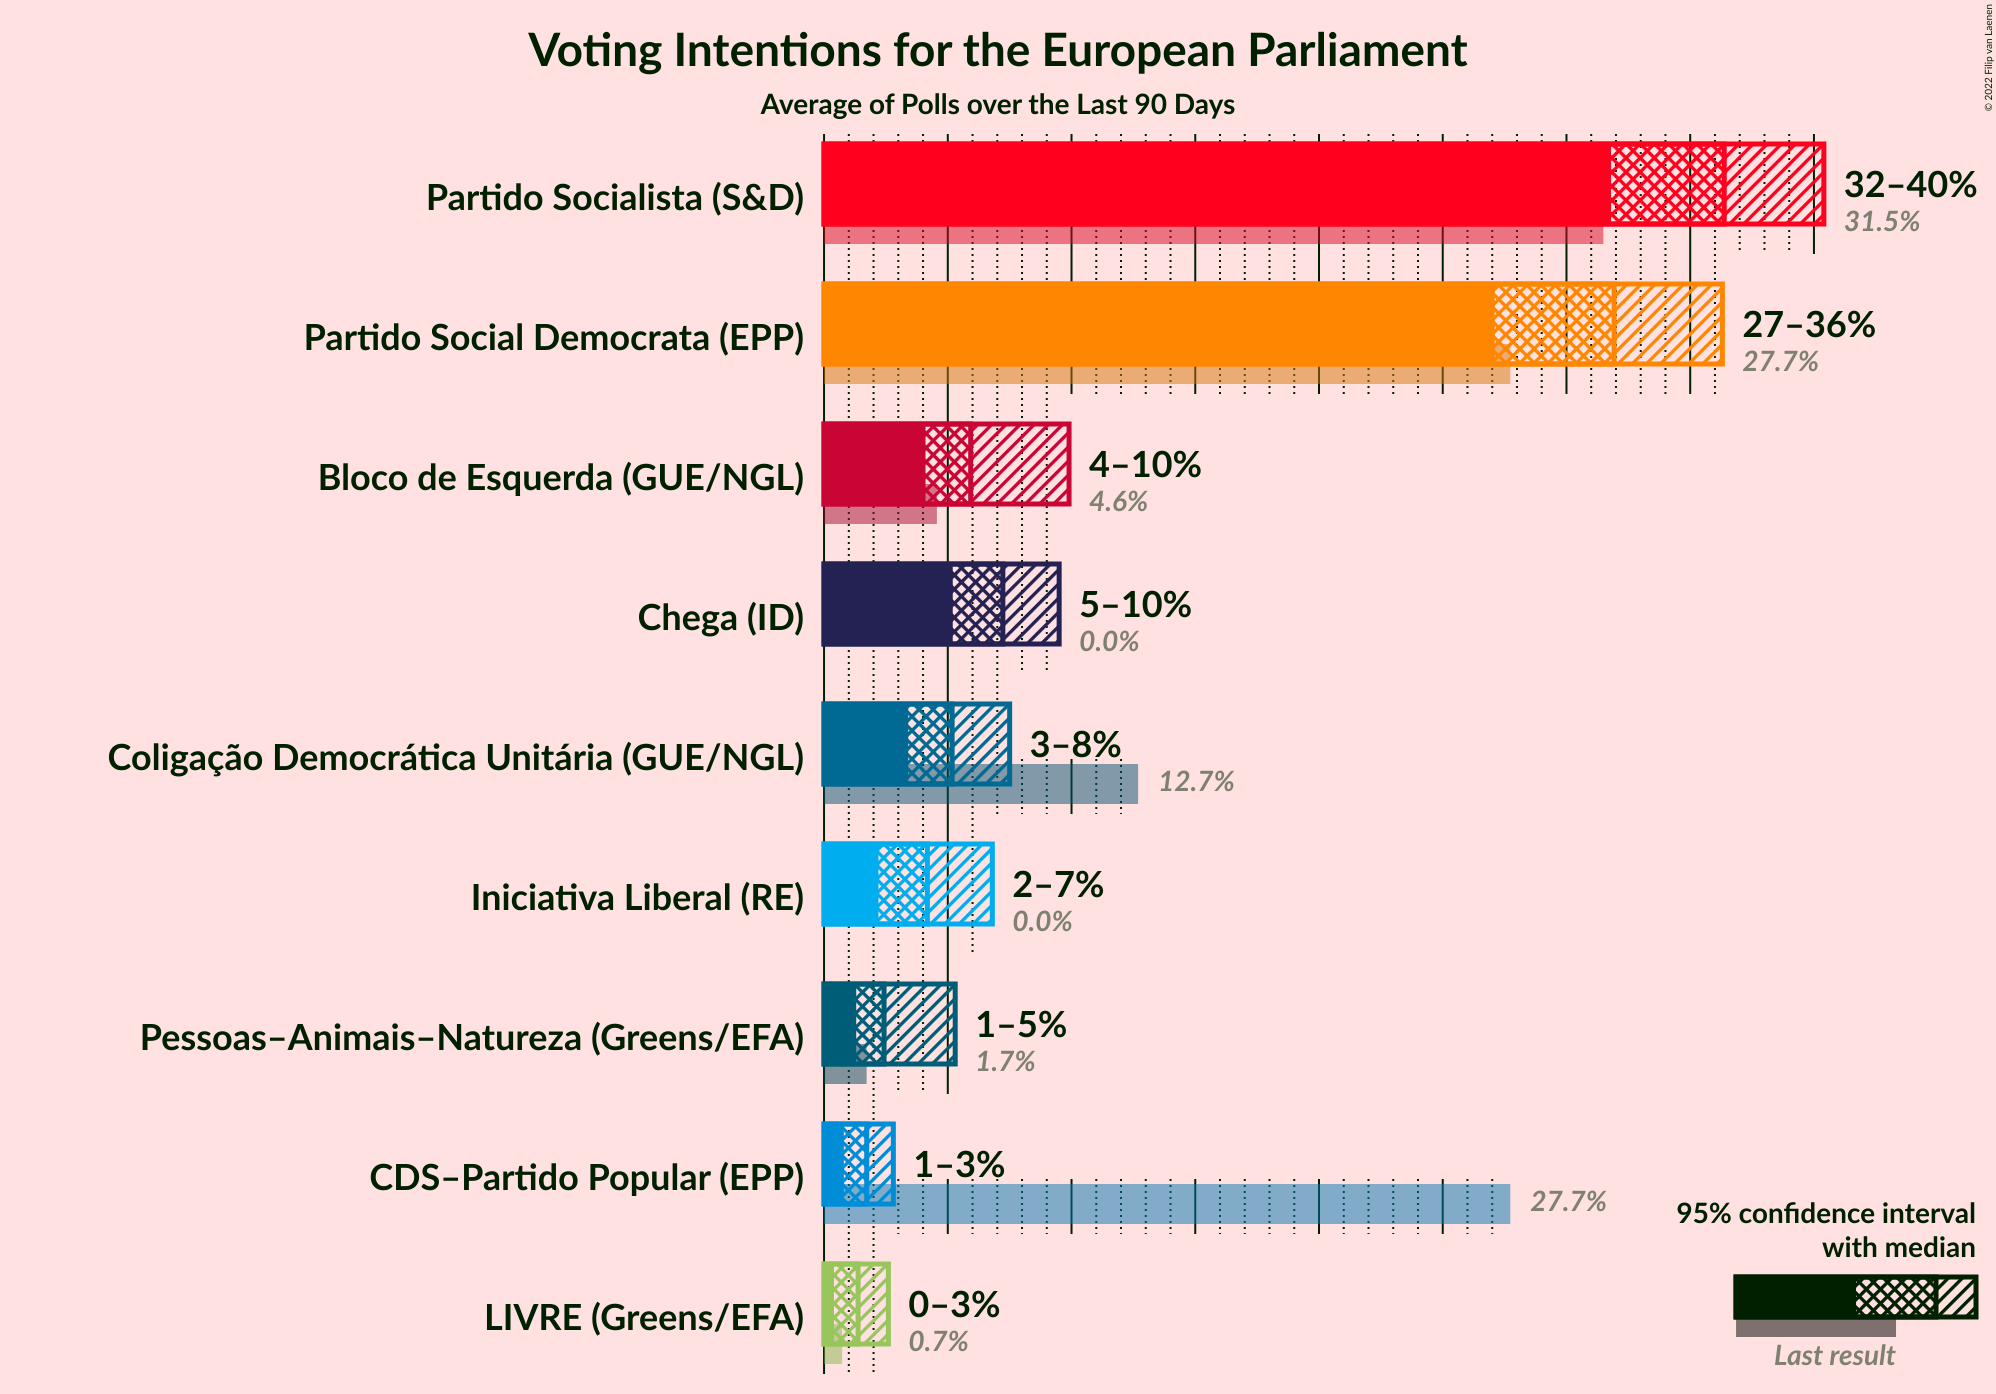 Voting Intentions for the European Parliament
Average of Polls over the Last 90 Days
© 2022 Filip van Laenen
Partido Socialista (S&D)
32–40%
31.5%
Partido Social Democrata (EPP)
27–36%
27.7%
Bloco de Esquerda (GUE/NGL)
4–10%
4.6%
Chega (ID)
5–10%
0.0%
Coligação Democrática Unitária (GUE/NGL)
3–8%
12.7%
Iniciativa Liberal (RE)
2–7%
0.0%
Pessoas–Animais–Natureza (Greens/EFA)
1–5%
1.7%
CDS–Partido Popular (EPP)
1–3%
27.7%
LIVRE (Greens/EFA)
0–3%
0.7%
95% confidence interval
with median
Last result